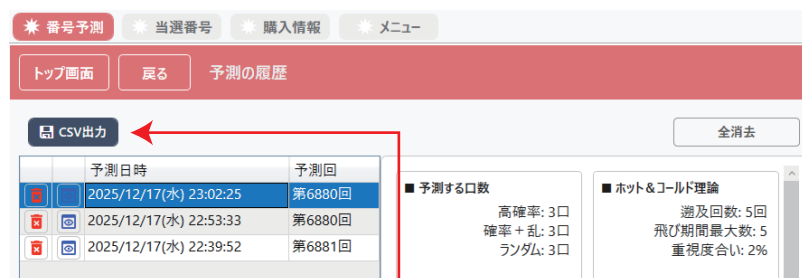 番号予測 当選番号 購入情報 メニュー
トップ画面 戻る 予測の履歴
CSV出力 全消去
予測日時 予測回
2025/12/17(水) 23:02:25 第6880回
2025/12/17(水) 22:53:33 第6880回
2025/12/17(水) 22:39:52 第6881回
■ 予測する口数
高確率: 3口
確率+乱: 3口
ランダム: 3口
■ ホット&コールド理論
遡及回数: 5回
飛び期間最大数: 5
重視度合い: 2%